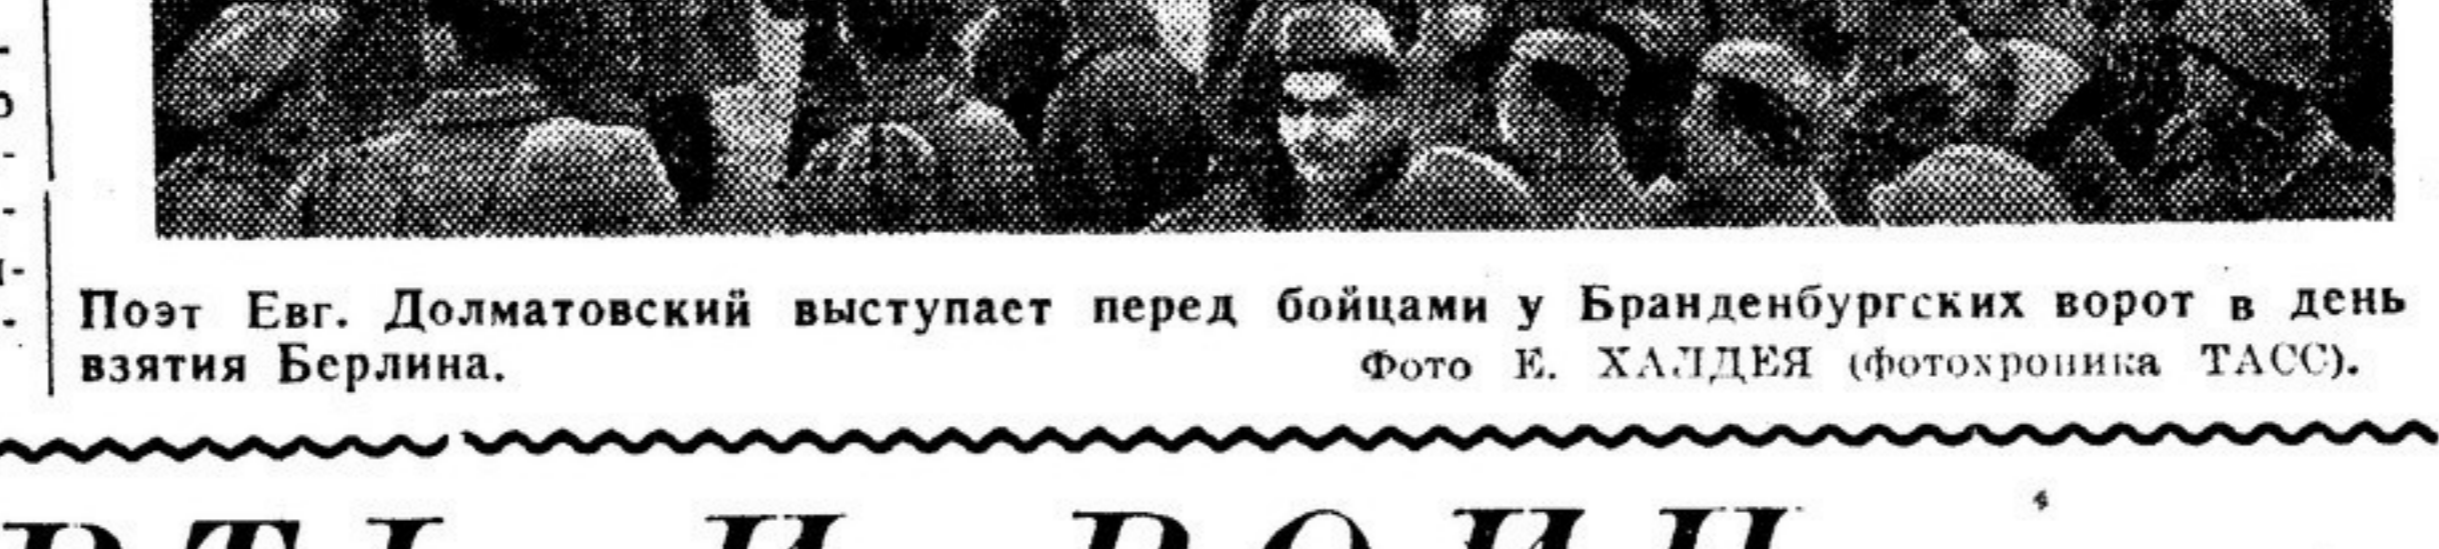 Поэт Евг. Долматовский выступает перед бойцами у Бранденбургских ворот в день
взятия Берлина.
Фото Е. ХАЛДЕЯ (фотохроника ТАСС).